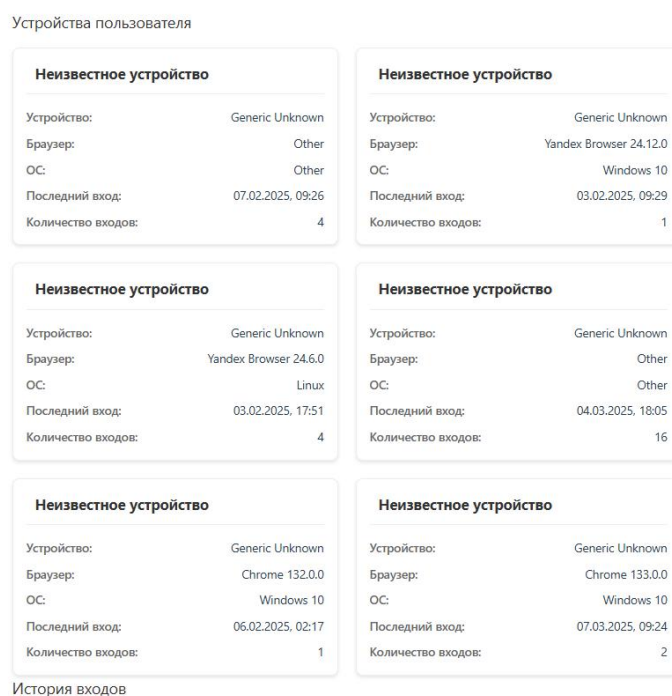 Устройства пользователя
Неизвестное устройство
Устройство: Generic Unknown
Браузер: Other
ОС: Other
Последний вход: 07.02.2025, 09:26
Количество входов: 4
Неизвестное устройство
Устройство: Generic Unknown
Браузер: Yandex Browser 24.12.0
ОС: Windows 10
Последний вход: 03.02.2025, 09:29
Количество входов: 1
Неизвестное устройство
Устройство: Generic Unknown
Браузер: Yandex Browser 24.6.0
ОС: Linux
Последний вход: 03.02.2025, 17:51
Количество входов: 4
Неизвестное устройство
Устройство: Generic Unknown
Браузер: Other
ОС: Other
Последний вход: 04.03.2025, 18:05
Количество входов: 16
Неизвестное устройство
Устройство: Generic Unknown
Браузер: Chrome 132.0.0
ОС: Windows 10
Последний вход: 06.02.2025, 02:17
Количество входов: 1
Неизвестное устройство
Устройство: Generic Unknown
Браузер: Chrome 133.0.0
ОС: Windows 10
Последний вход: 07.03.2025, 09:24
Количество входов: 2
История входов